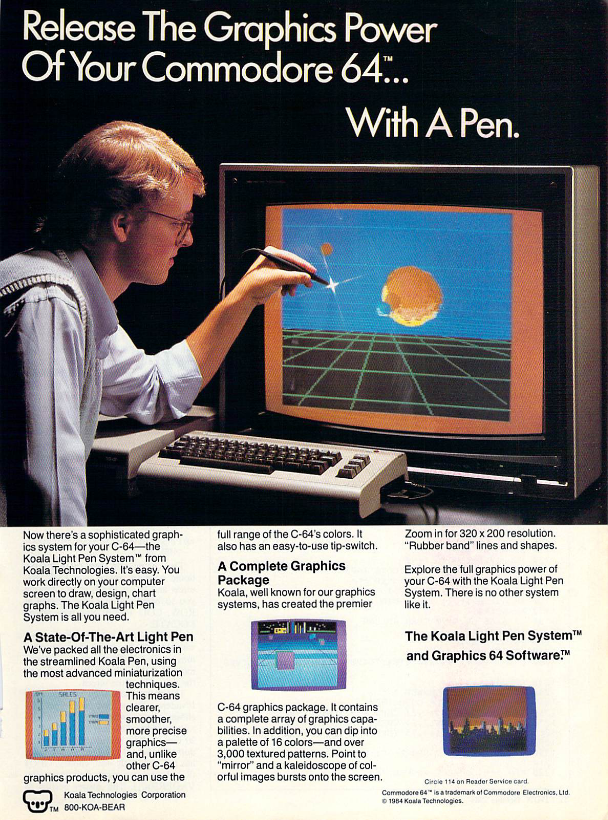 Release The Graphics Power
Of Your Commodore 64™...
With A Pen.
Now there's a sophisticated graph-
ics system for your C-64—the
Koala Light Pen System™ from
Koala Technologies. It's easy. You
work directly on your computer
screen to draw, design, chart
graphs. The Koala Light Pen
System is all you need.
A State-Of-The-Art Light Pen
We've packed all the electronics in
the streamlined Koala Pen, using
the most advanced miniaturization
techniques.
This means
clearer,
smoother,
more precise
graphics—
and, unlike
other C-64
graphics products, you can use the
SALES
full range of the C-64's colors. It
also has an easy-to-use tip-switch.
A Complete Graphics
Package
Koala, well known for our graphics
systems, has created the premier
C-64 graphics package. It contains
a complete array of graphics capa-
bilities. In addition, you can dip into
a palette of 16 colors—and over
3,000 textured patterns. Point to
"mirror" and a kaleidoscope of col-
orful images bursts onto the screen.
Zoom in for 320 x 200 resolution.
"Rubber band" lines and shapes.
Explore the full graphics power of
your C-64 with the Koala Light Pen
System. There is no other system
like it.
The Koala Light Pen System™
and Graphics 64 Software.™
Circle 114 on Reader Service card.
Commodore 64™ is a trademark of Commodore Electronics, Ltd.
© 1984 Koala Technologies.
TM
Koala Technologies Corporation
800-KOA-BEAR